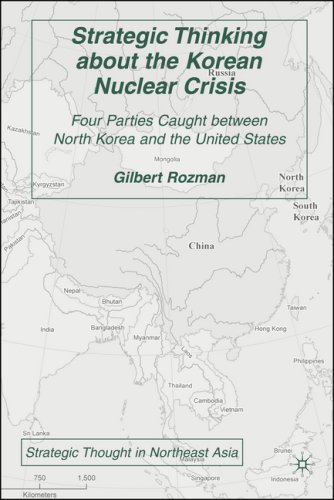 Strategic Thinking
about the Korean
Nuclear Crisis
Russia
Four Parties Caught between
North Korea and the United States
Kazakhstan
Mongolia
Gilbert Rozman
North
Korea
Kyrgyzstan
Tajikistan
South
Korea
China
Pakistan
Nepal
Bhutan
Taiwan
India
Bangladesh
Hong Kong
Myanmar
Laos
Philippines
Thailand
Cambodia
Vietnam
Sri Lanka
Strategic Thought in Northeast Asia
Brunei
Malaysia
750 1,500
Singapore
Indonesia
Kilometers